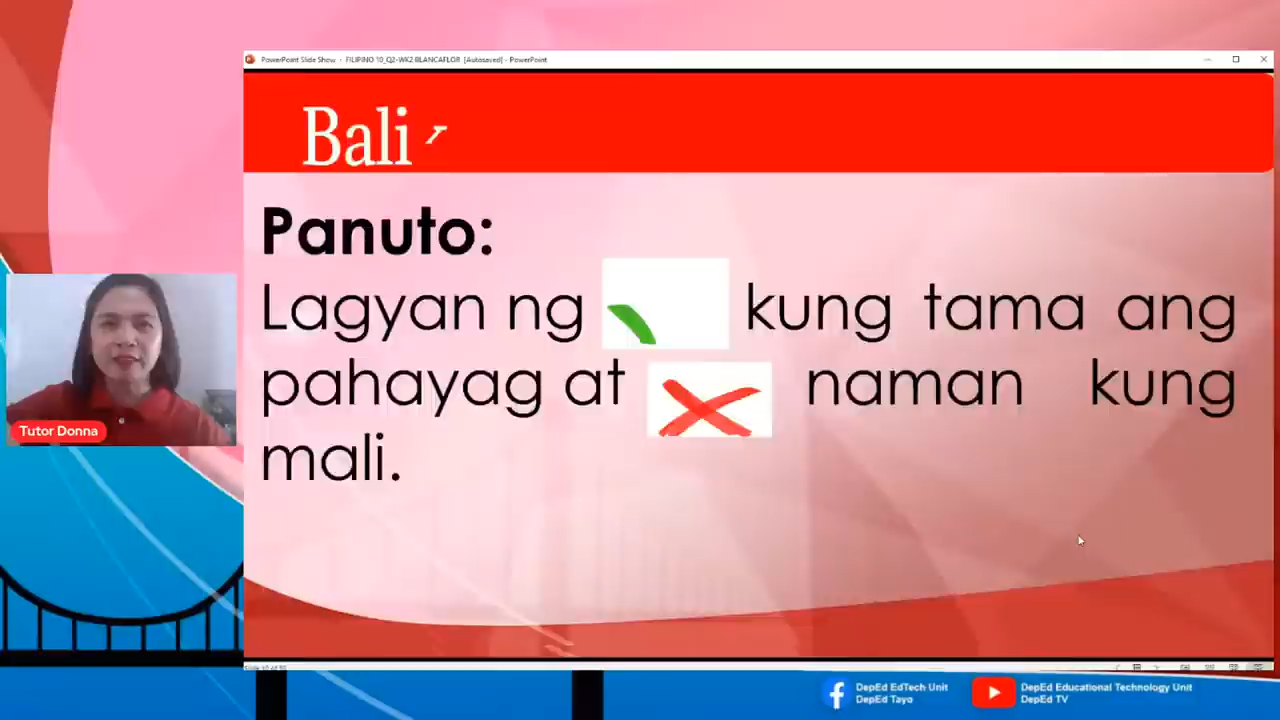 PowerPoint Slide Show - FILIPINO 10_Q2-WK2 BLANCAFLOR [Autosaved] - PowerPoint
Bali r
Panuto:
Lagyan ng kung tama ang
pahayag at naman kung
mali.
Tutor Donna
DepEd EdTech Unit
DepEd Tayo
DepEd Educational Technology Unit
DepEd TV